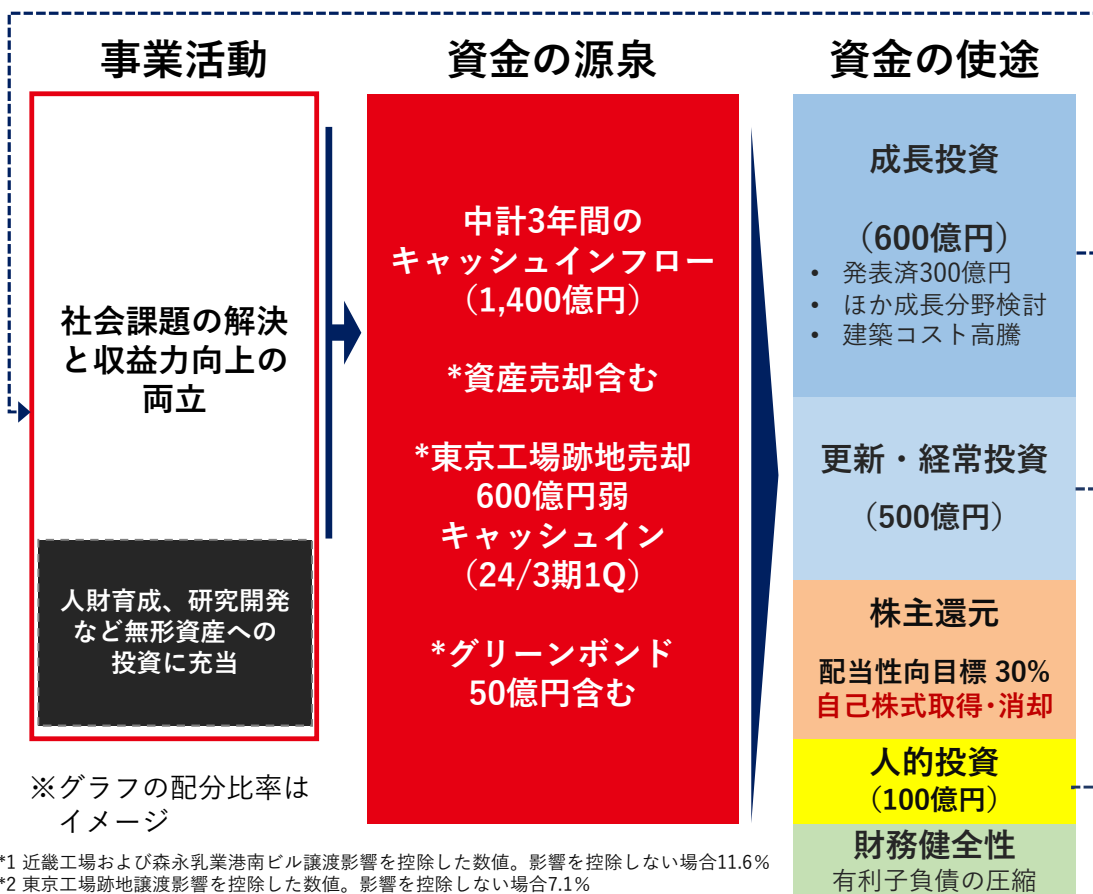 事業活動
社会課題の解決
と収益力向上の
両立
人財育成、研究開発
など無形資産への
投資に充当
※グラフの配分比率は
イメージ
資金の源泉
中計3年間の
キャッシュインフロー
（1,400億円）
*資産売却含む
*東京工場跡地売却
600億円弱
キャッシュイン
（24/3期1Q）
*グリーンボンド
50億円含む
資金の使途
成長投資
（600億円）
• 発表済300億円
• ほか成長分野検討
• 建築コスト高騰
更新・経常投資
（500億円）
株主還元
配当性向目標 30%
自己株式取得･消却
人的投資
（100億円）
財務健全性
有利子負債の圧縮
*1 近畿工場および森永乳業港南ビル譲渡影響を控除した数値。影響を控除しない場合11.6%
*2 東京工場跡地譲渡影響を控除した数値。影響を控除しない場合7.1%